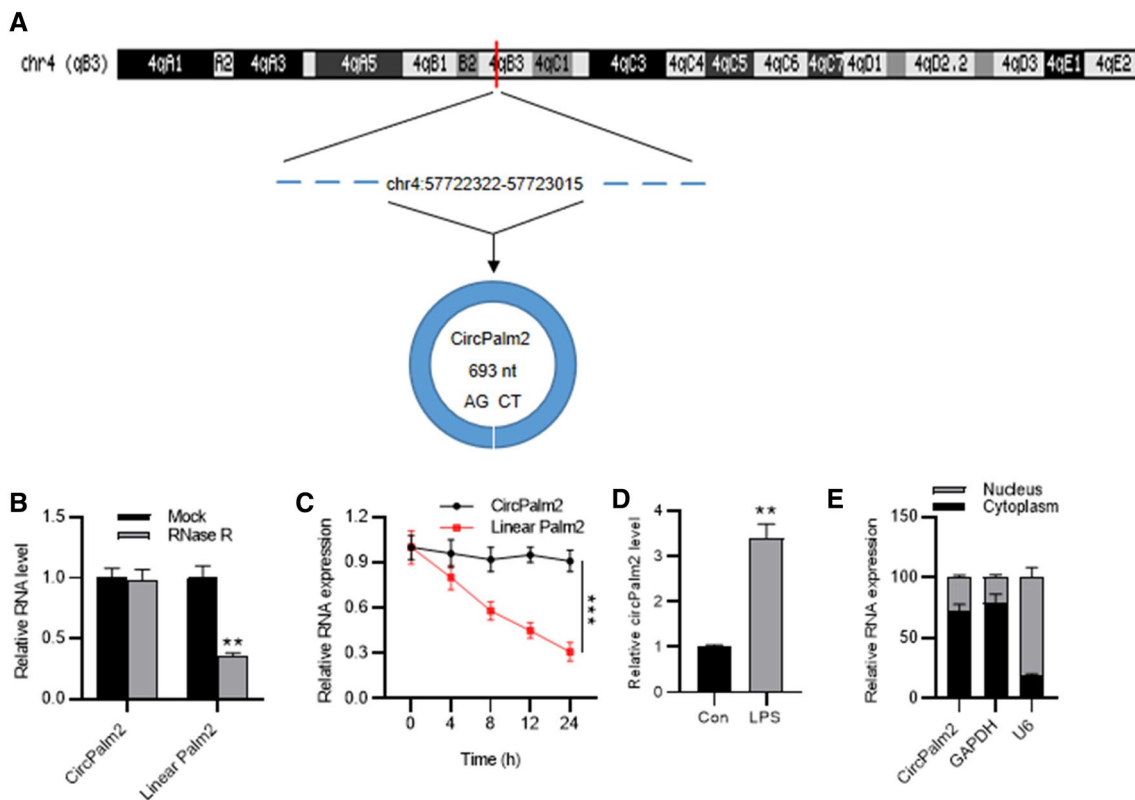 A
chr4 (qB3)
4qA1 A2 4qA3 4qA5 4qB1 B2 4qB3 4qC1 4qC3 4qC4 4qC5 4qC6 4qC7 4qD1 4qD2.2 4qD3 4qE1 4qE2
chr4:57722322-57723015
CircPalm2
693 nt
AG CT
B
Relative RNA level
1.5
1.0
0.5
0.0
Mock
RNase R
**
CircPalm2
Linear Palm2
C
Relative RNA expression
1.2
0.9
0.6
0.3
0.0
CircPalm2
Linear Palm2
***
0 4 8 12 24
Time (h)
D
Relative circPalm2 level
6
4
3
2
1
0
**
Con LPS
E
Nucleus
Cytoplasm
Relative RNA expression
150
100
50
0
CircPalm2
GAPDH
U6